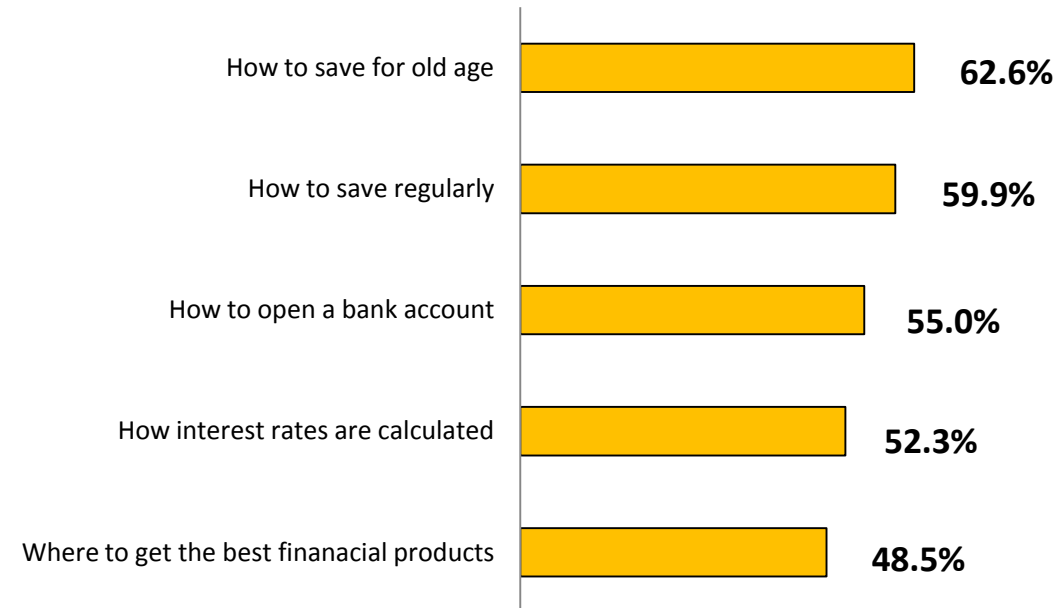 How to save for old age 62.6%
How to save regularly 59.9%
How to open a bank account 55.0%
How interest rates are calculated 52.3%
Where to get the best finanacial products 48.5%